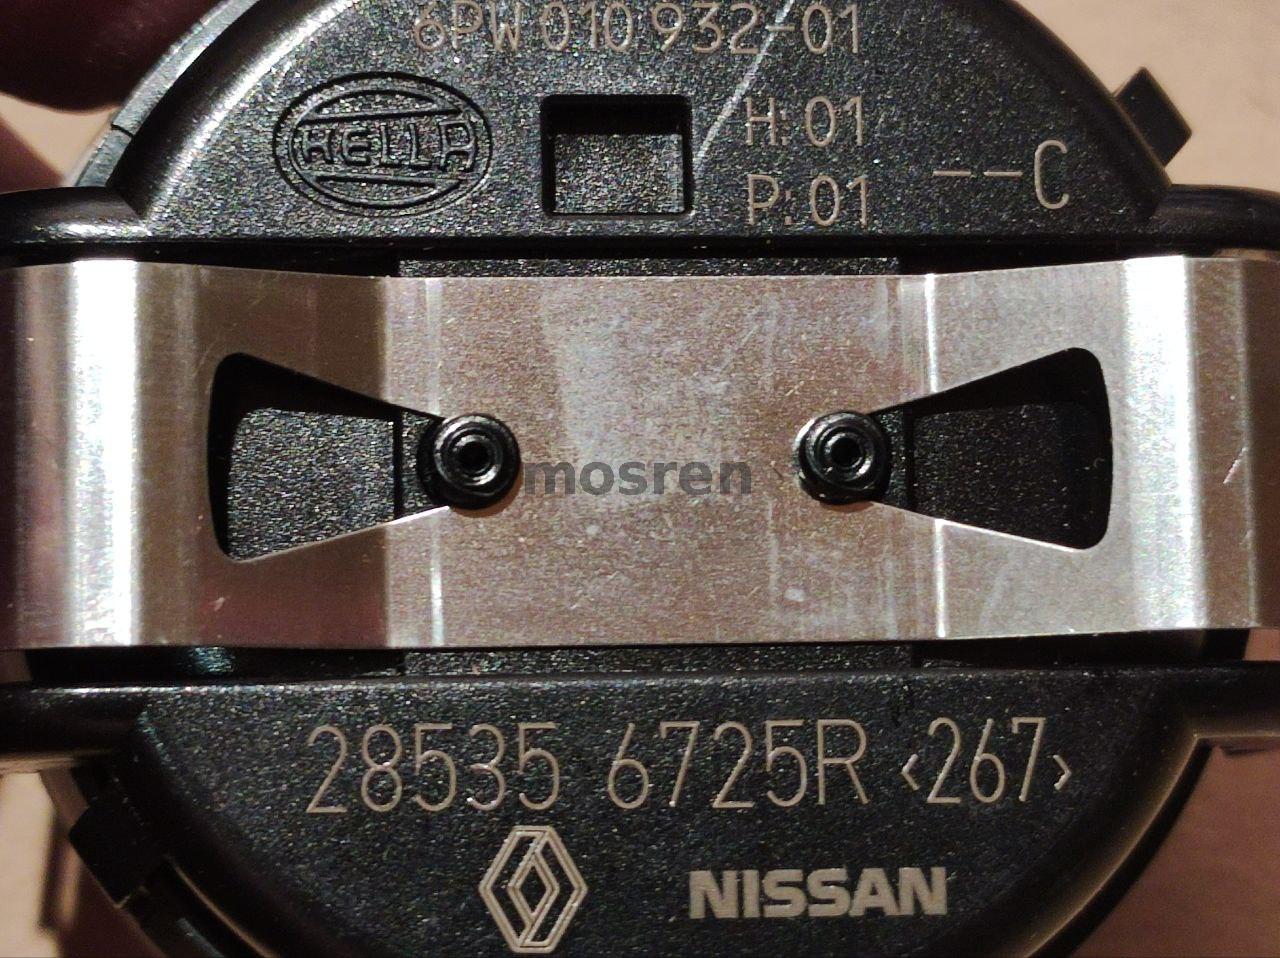 6PW 010 932-01
HELLA
H: 01
P: 01
--C
mosren
28535 6725R <267>
NISSAN